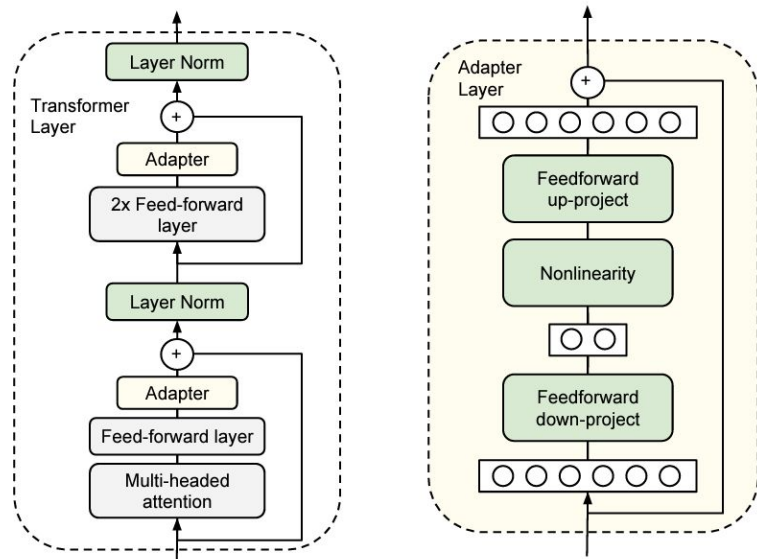 Layer Norm
Transformer
Layer
+
Adapter
2x Feed-forward
layer
Layer Norm
+
Adapter
Feed-forward layer
Multi-headed
attention
Adapter
Layer
+
Feedforward
up-project
Nonlinearity
Feedforward
down-project